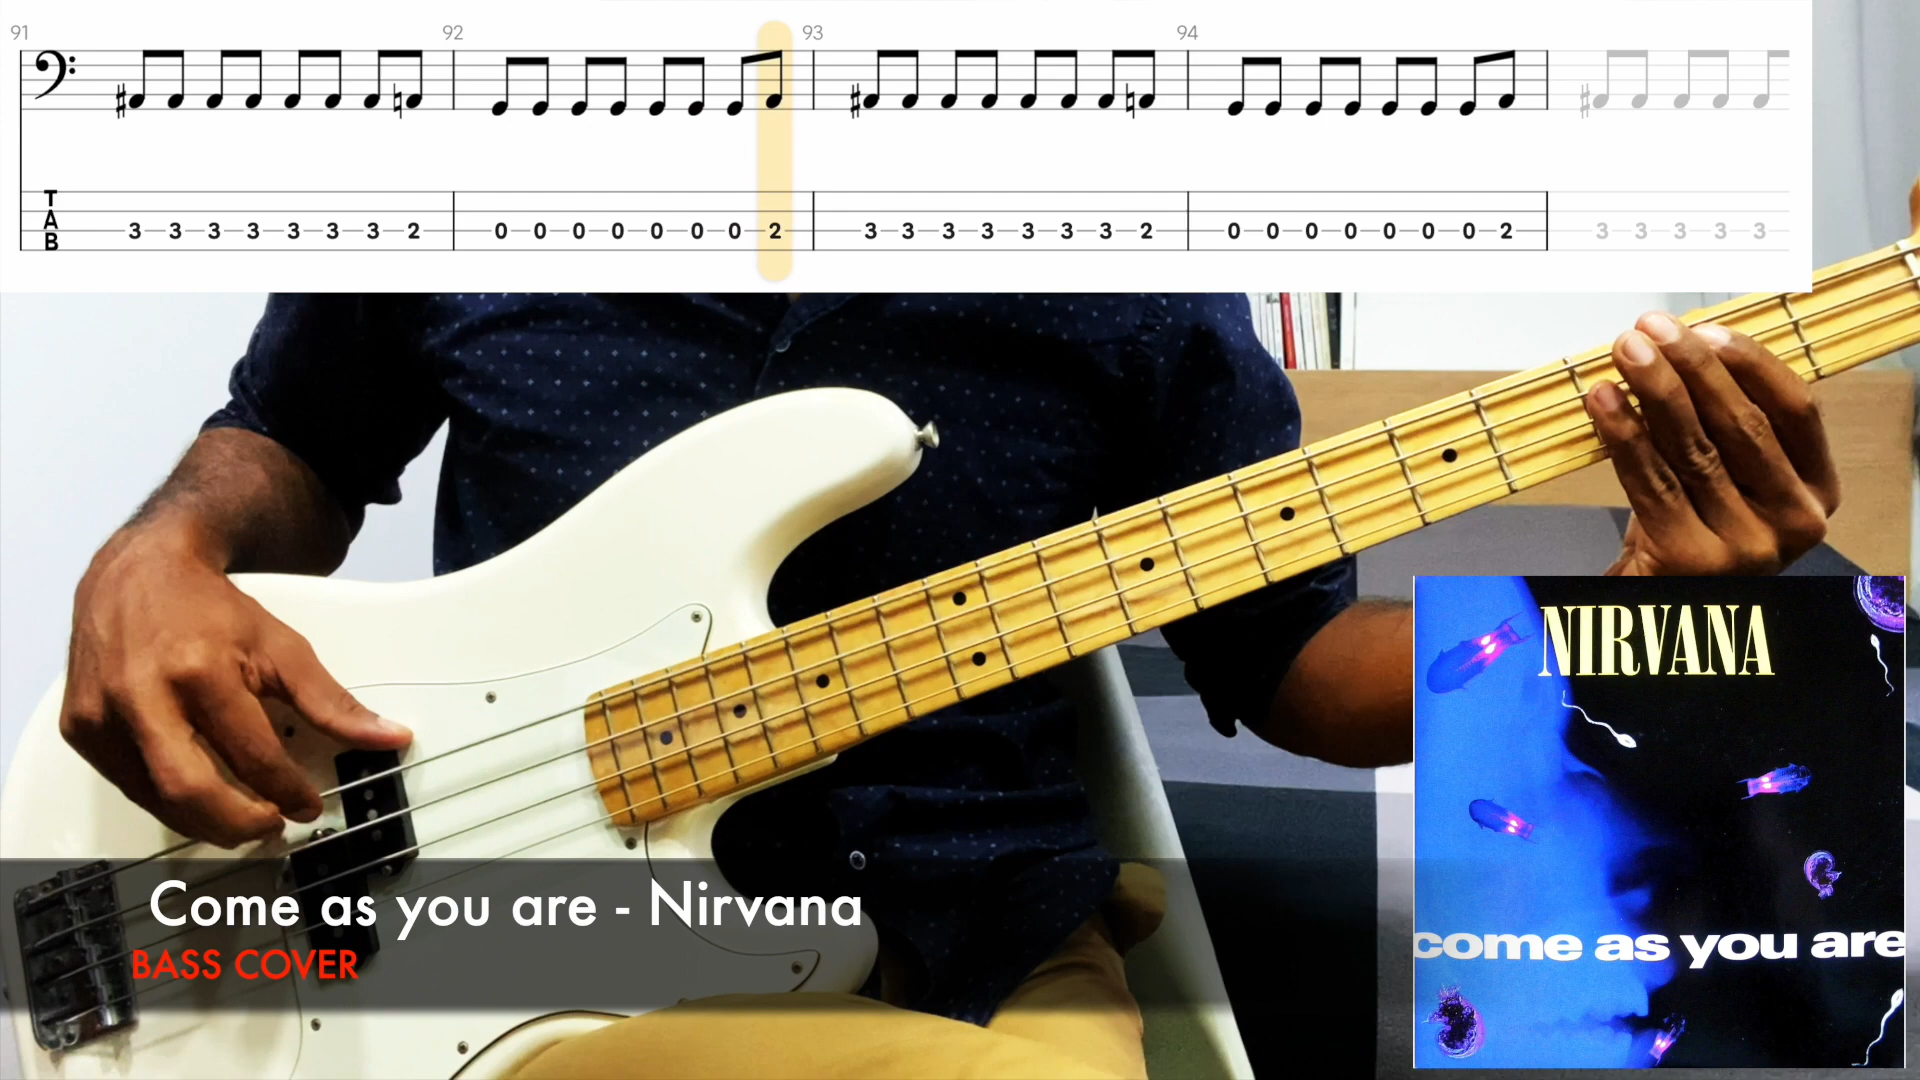 91 92 93 94
T
A
B
3 3 3 3 3 3 3 2 0 0 0 0 0 0 0 2 3 3 3 3 3 3 3 2 0 0 0 0 0 0 0 2 3 3 3 3 3
NIRVANA
come as you are
Come as you are - Nirvana
BASS COVER